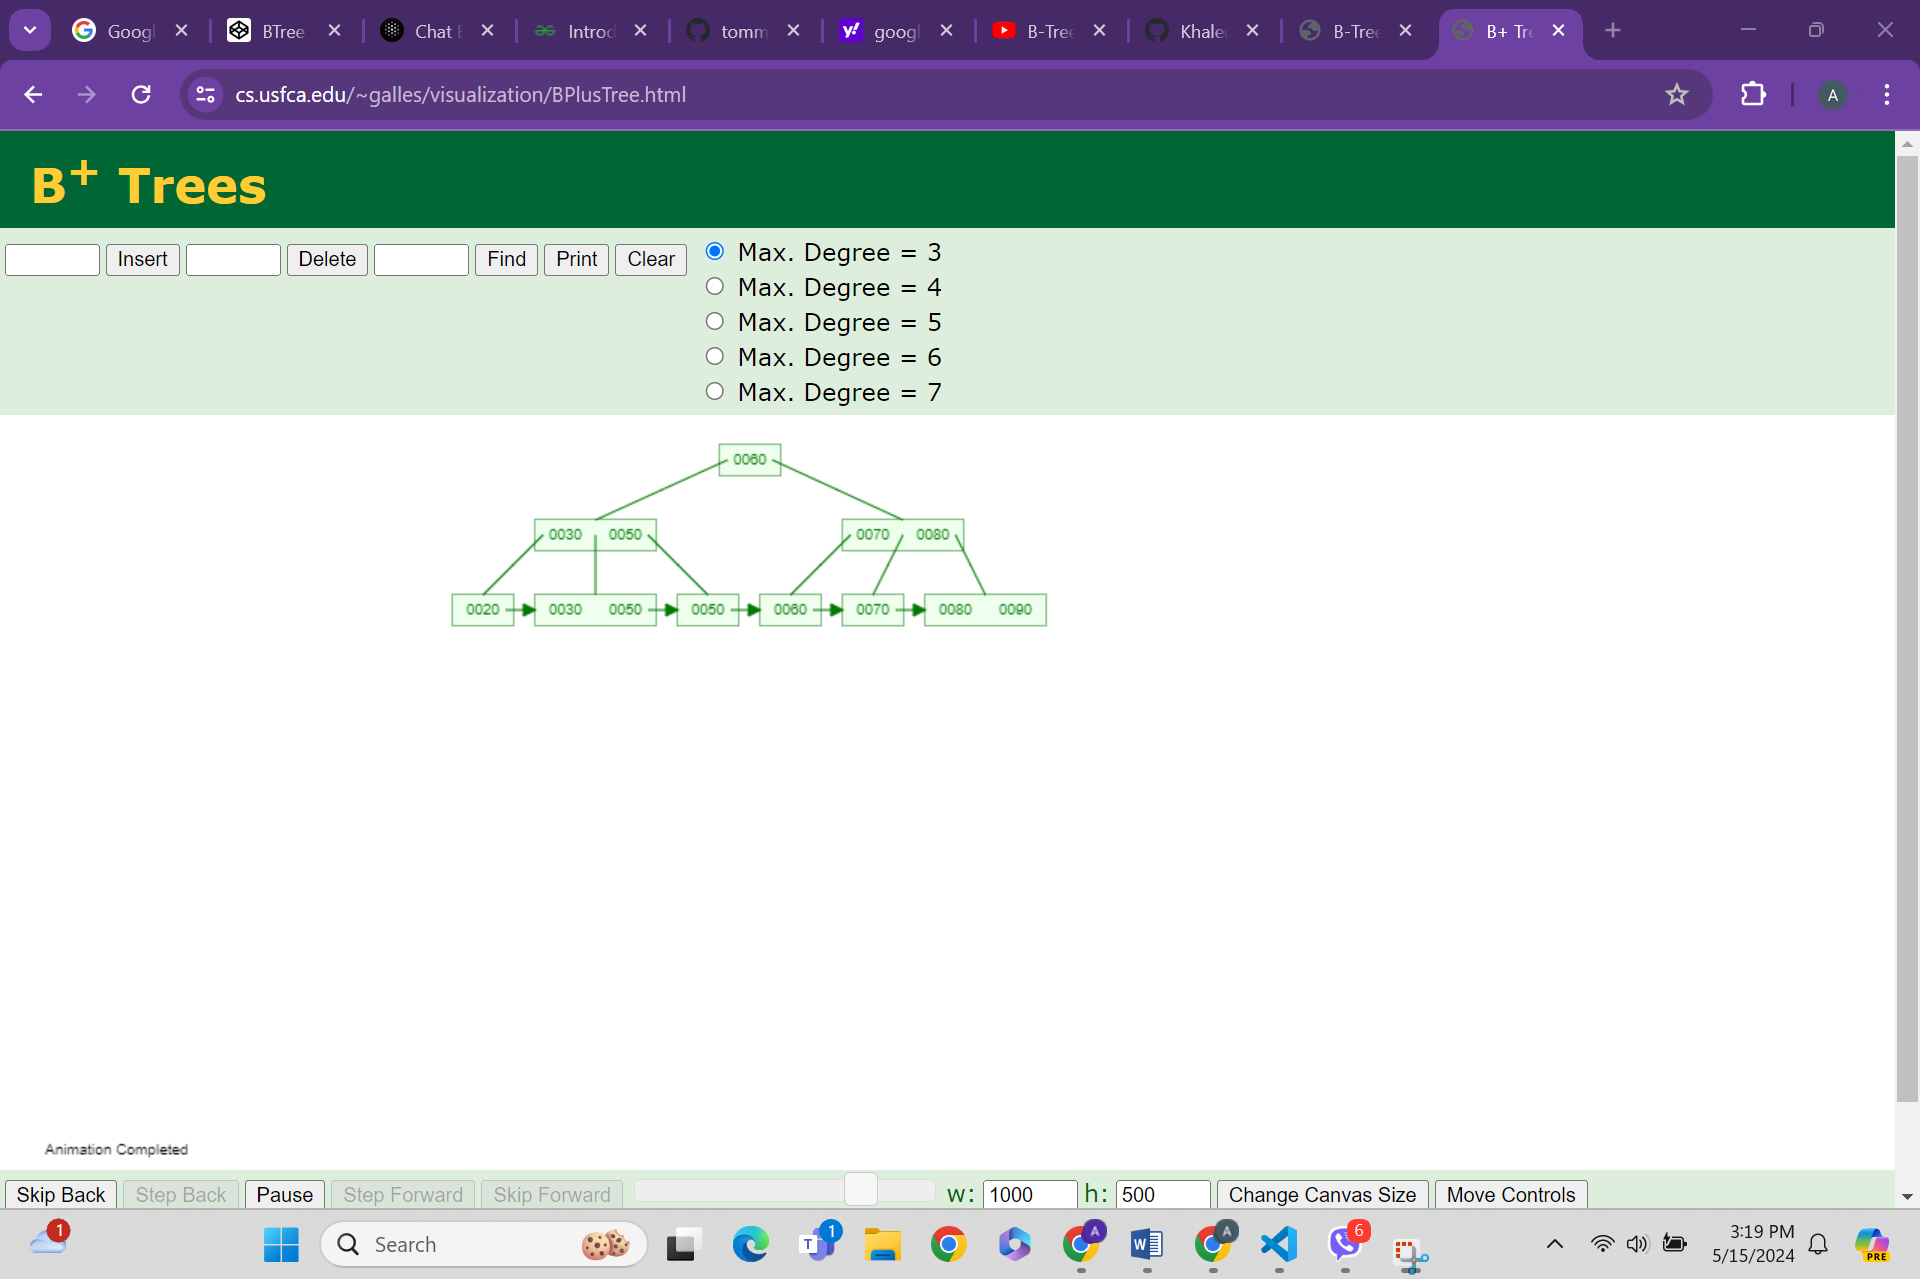 Googl BTree Chat Introd tomm googl B-Tree Khale B-Tree B+ Tre
cs.usfca.edu/~galles/visualization/BPlusTree.html A
B+ Trees
Insert Delete Find Print Clear Max. Degree = 3
Max. Degree = 4
Max. Degree = 5
Max. Degree = 6
Max. Degree = 7
0060
0030 0050 0070 0080
0020 0030 0050 0050 0060 0070 0080 0090
Animation Completed
Skip Back Step Back Pause Step Forward Skip Forward w: 1000 h: 500 Change Canvas Size Move Controls
1 Search T 1 A W A 6 3:19 PM PRE
5/15/2024